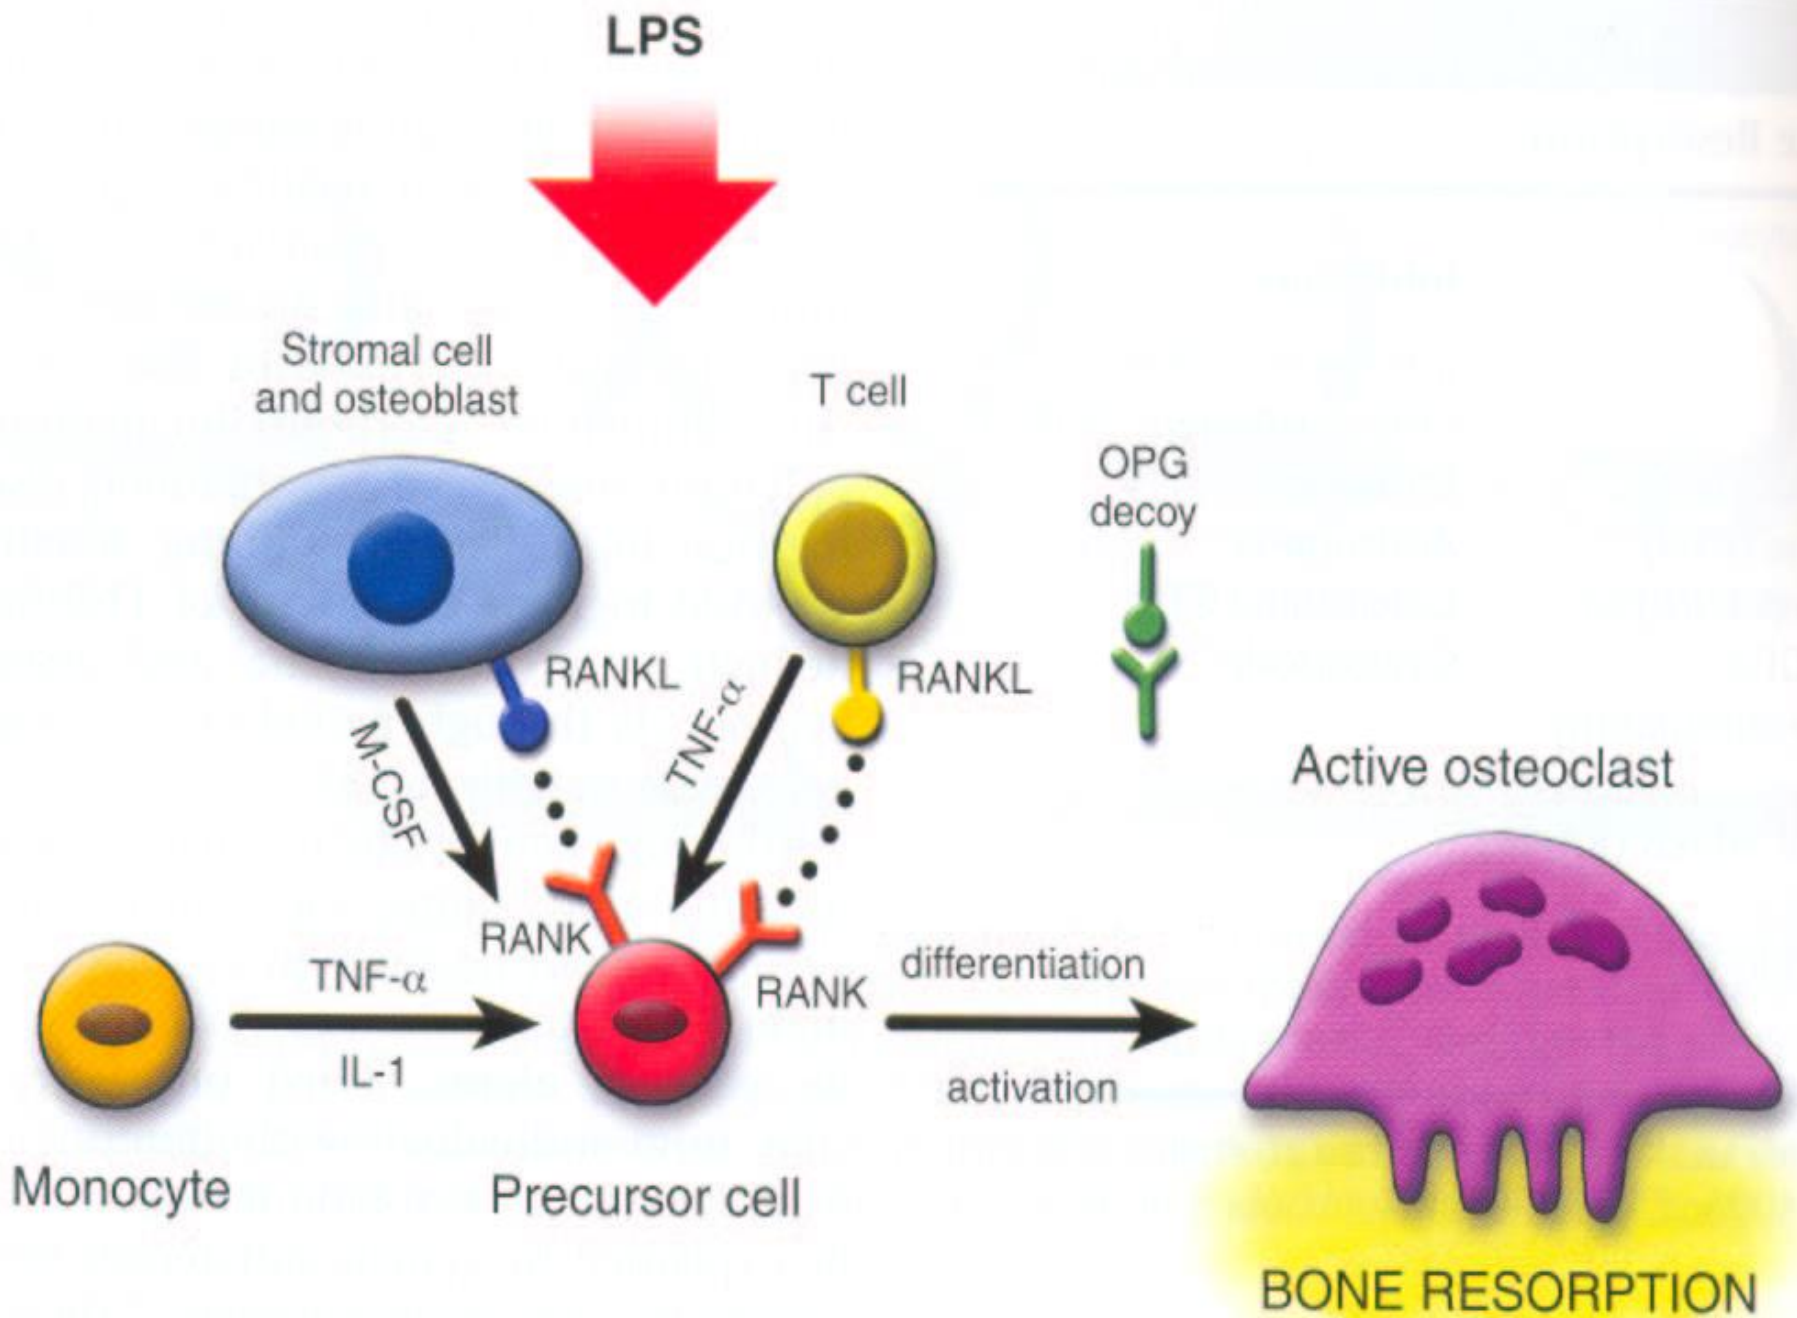 LPS
Stromal cell
and osteoblast
T cell
OPG
decoy
RANKL
RANKL
M-CSF
TNF-α
Active osteoclast
RANK
RANK
TNF-α
IL-1
differentiation
activation
Monocyte
Precursor cell
BONE RESORPTION